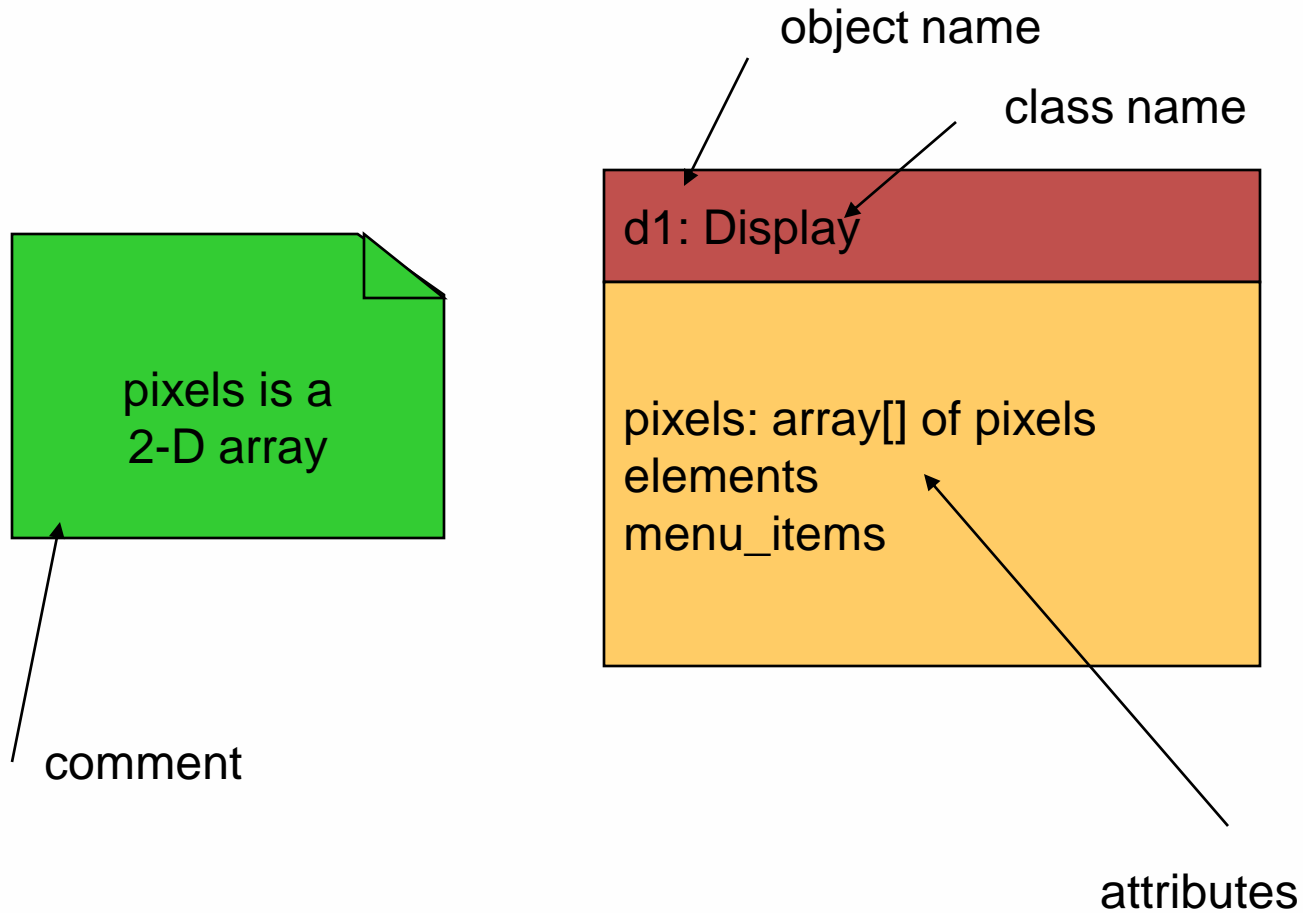 object name
class name
d1: Display
pixels is a
2-D array
pixels: array[] of pixels
elements
menu_items
comment
attributes